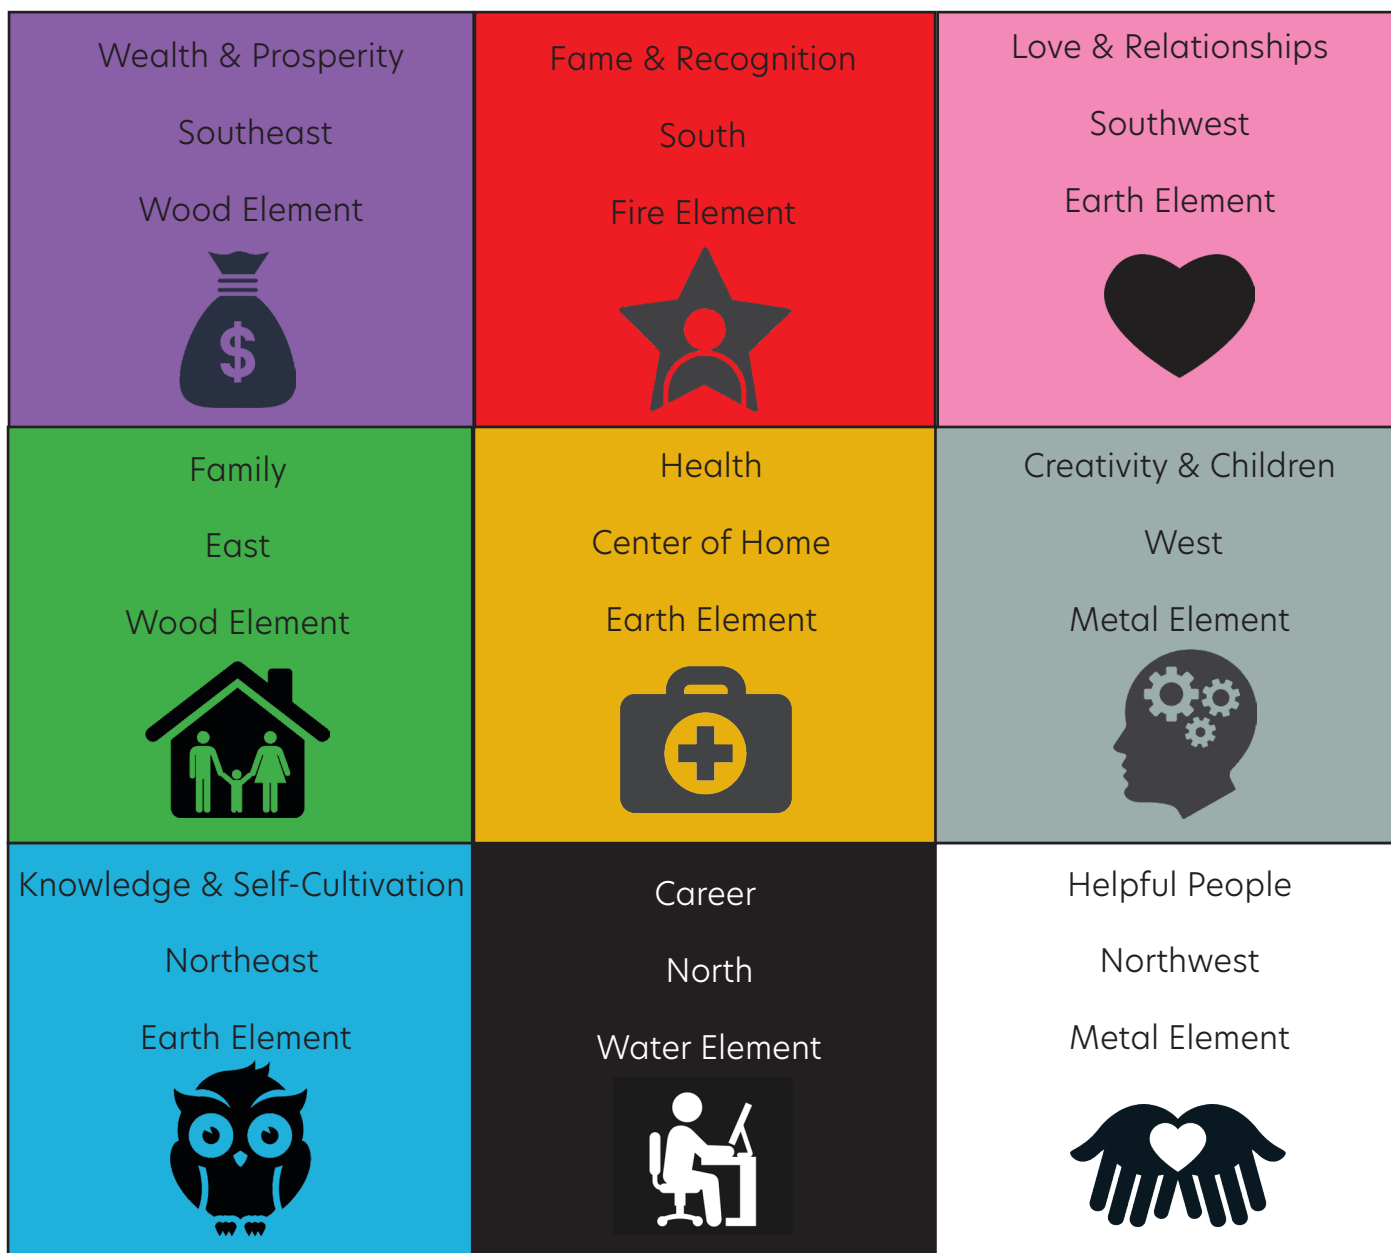 Wealth & Prosperity
Southeast
Wood Element
$
Fame & Recognition
South
Fire Element
Love & Relationships
Southwest
Earth Element
Family
East
Wood Element
Health
Center of Home
Earth Element
Creativity & Children
West
Metal Element
Knowledge & Self-Cultivation
Northeast
Earth Element
Career
North
Water Element
Helpful People
Northwest
Metal Element